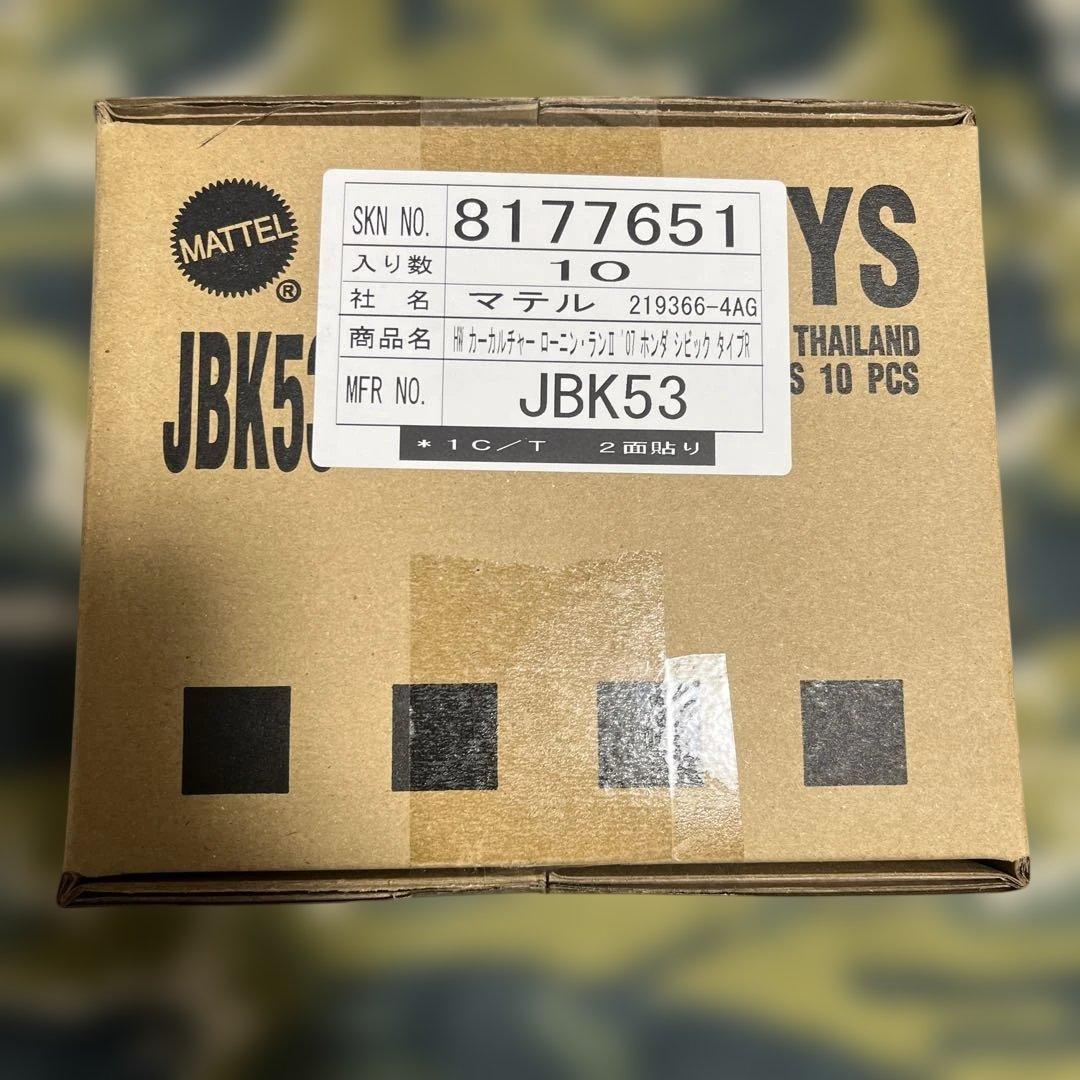 MATTEL
®
SKN NO. 8177651
入り数 10
社 名 マテル 219366-4AG
商品名 HW カーカルチャー ローニン・ランⅡ '07 ホンダ シビック タイプR
MFR NO. JBK53
*1C/T 2面貼り
YS
THAILAND
S 10 PCS
JBK53